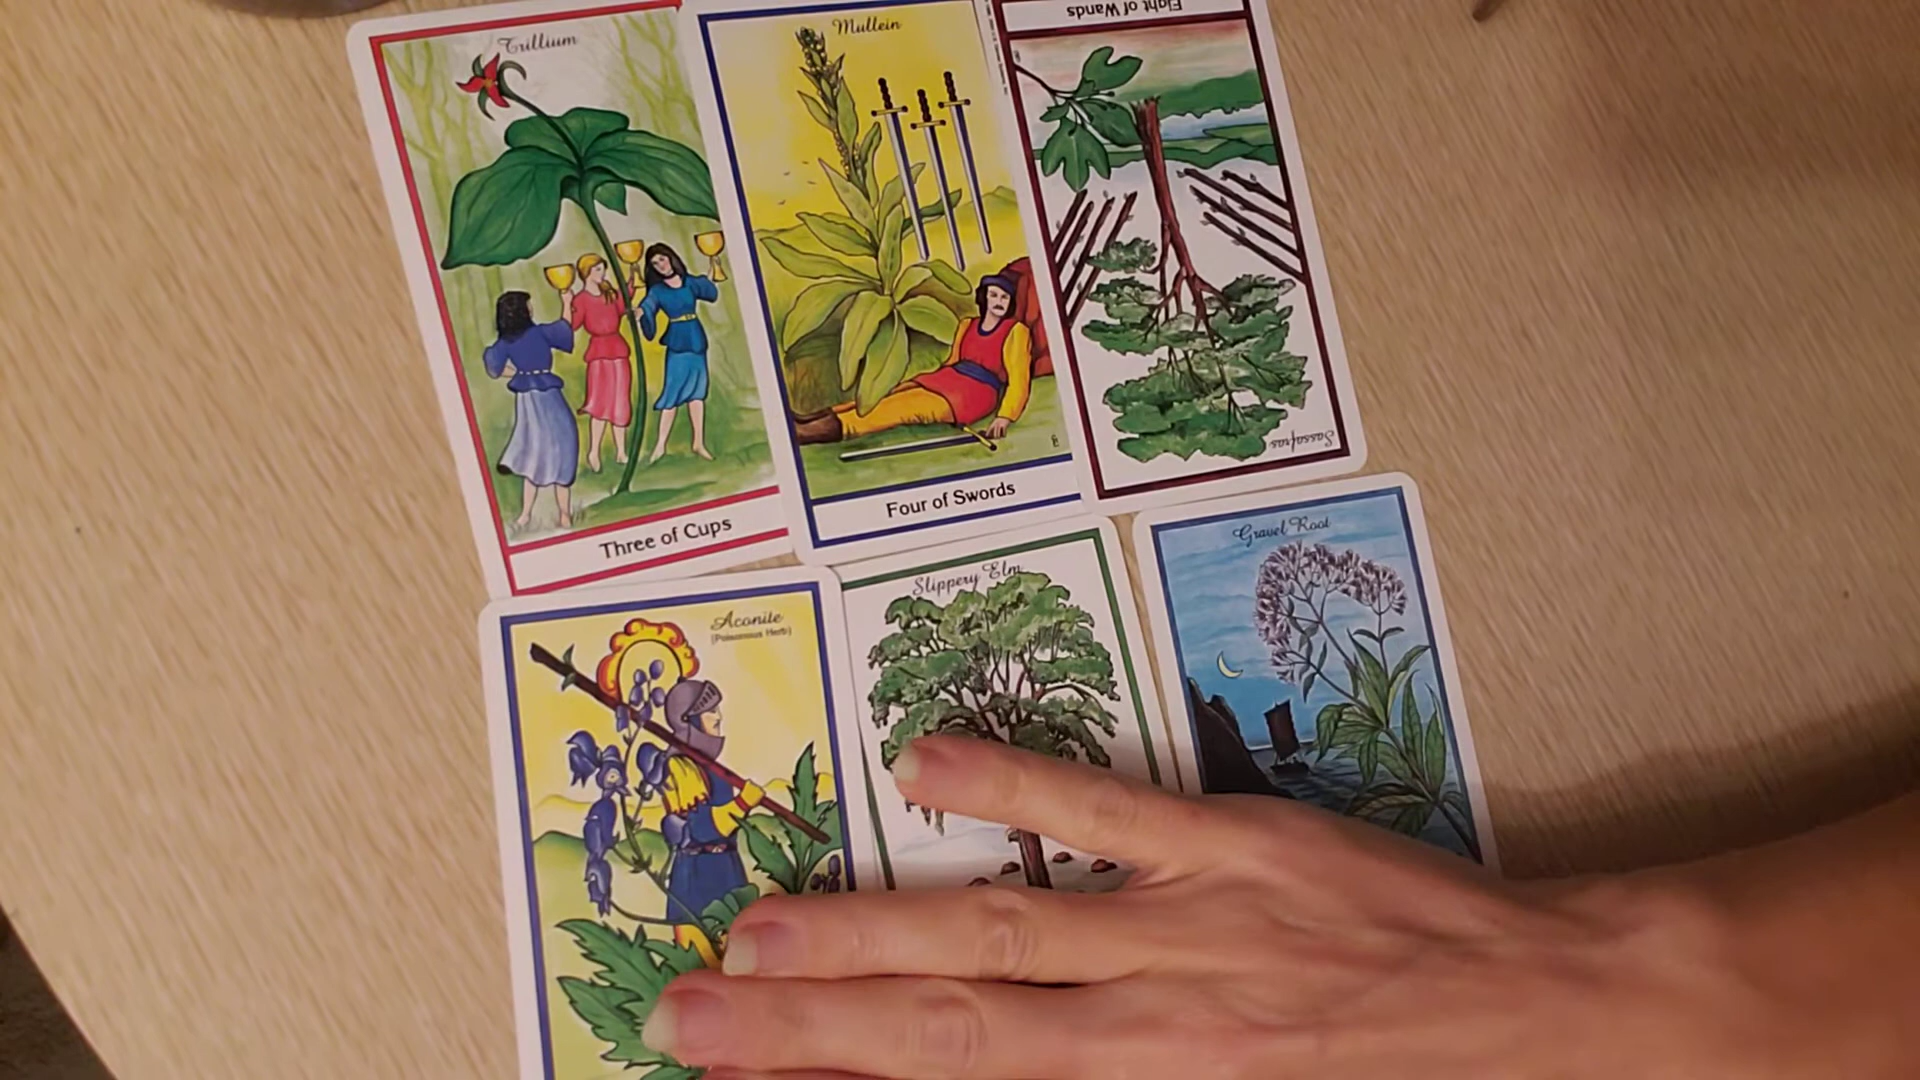 Trillium
Three of Cups
Mullein
Four of Swords
Eight of Wands
Sassafras
Aconite
(Poisonous Herb)
Slippery Elm
Gravel Root